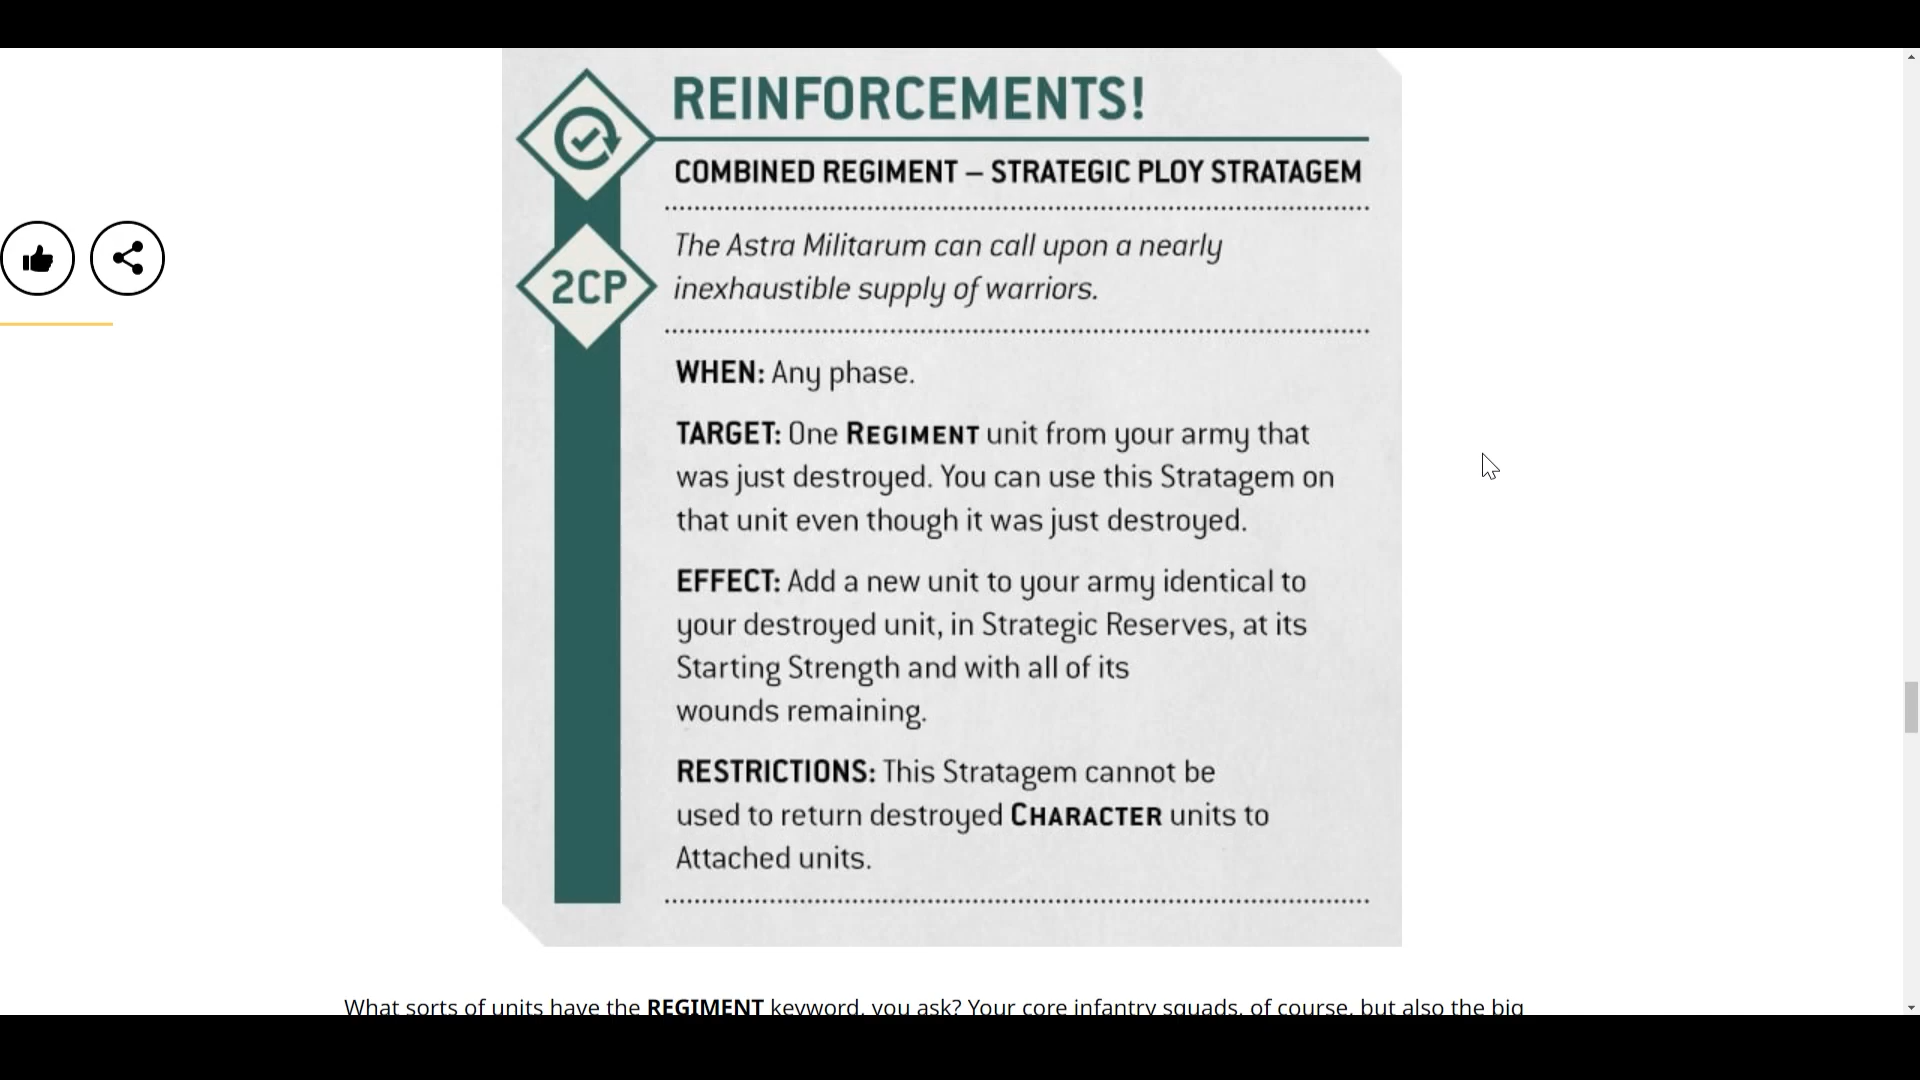 REINFORCEMENTS!
COMBINED REGIMENT – STRATEGIC PLOY STRATAGEM
The Astra Militarum can call upon a nearly
inexhaustible supply of warriors.
2CP
WHEN: Any phase.
TARGET: One REGIMENT unit from your army that
was just destroyed. You can use this Stratagem on
that unit even though it was just destroyed.
EFFECT: Add a new unit to your army identical to
your destroyed unit, in Strategic Reserves, at its
Starting Strength and with all of its
wounds remaining.
RESTRICTIONS: This Stratagem cannot be
used to return destroyed CHARACTER units to
Attached units.
What sorts of units have the REGIMENT keyword, you ask? Your core infantry squads, of course, but also the big